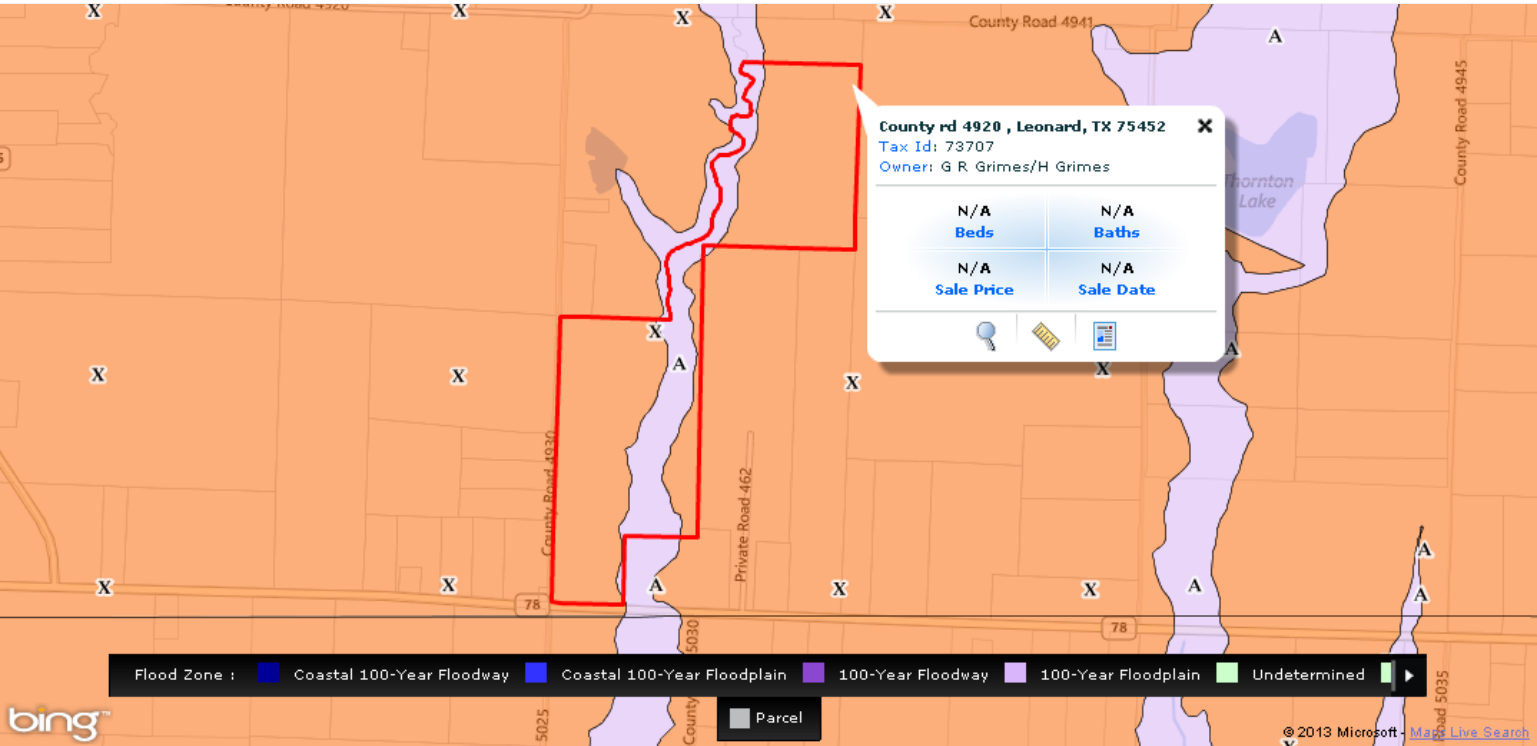 X
X
X
X
County Road 4920
County Road 4941
A
County Road 4945
County rd 4920 , Leonard, TX 75452
Tax Id: 73707
Owner: G R Grimes/H Grimes
Thornton
Lake
N/A
N/A
Beds
Baths
N/A
N/A
Sale Price
Sale Date
X
A
A
X
X
X
X
County Road 4930
Private Road 462
A
X
X
A
X
X
A
A
78
78
5030
Flood Zone :
Coastal 100-Year Floodway
Coastal 100-Year Floodplain
100-Year Floodway
100-Year Floodplain
Undetermined
Parcel
bing™
5025
County
Road 5035
© 2013 Microsoft - Maps Live Search